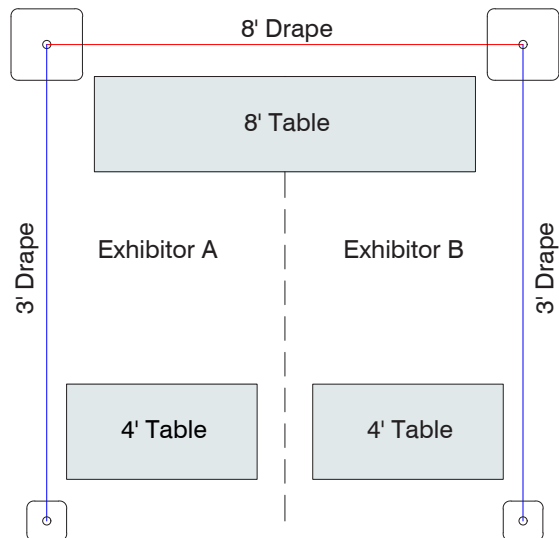 8' Drape
8' Table
3' Drape
Exhibitor A
Exhibitor B
3' Drape
4' Table
4' Table